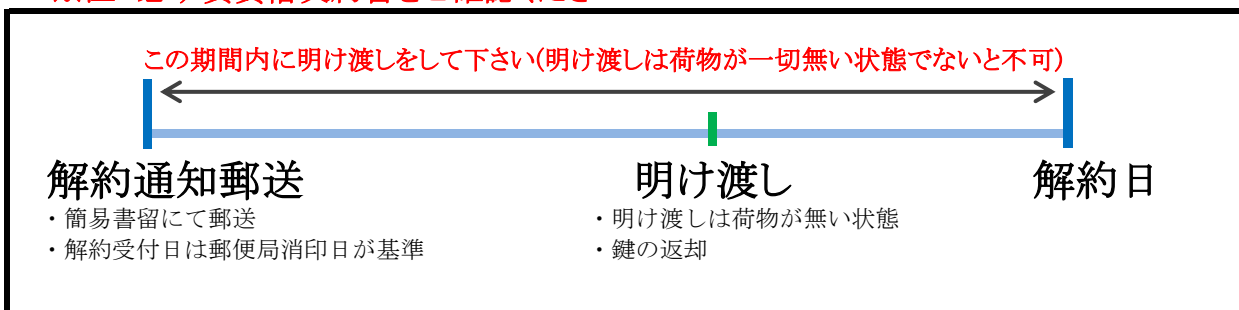 この期間内に明け渡しをして下さい(明け渡しは荷物が一切無い状態でないと不可)
解約通知郵送
明け渡し
解約日
・簡易書留にて郵送
・明け渡しは荷物が無い状態
・解約受付日は郵便局消印日が基準
・鍵の返却